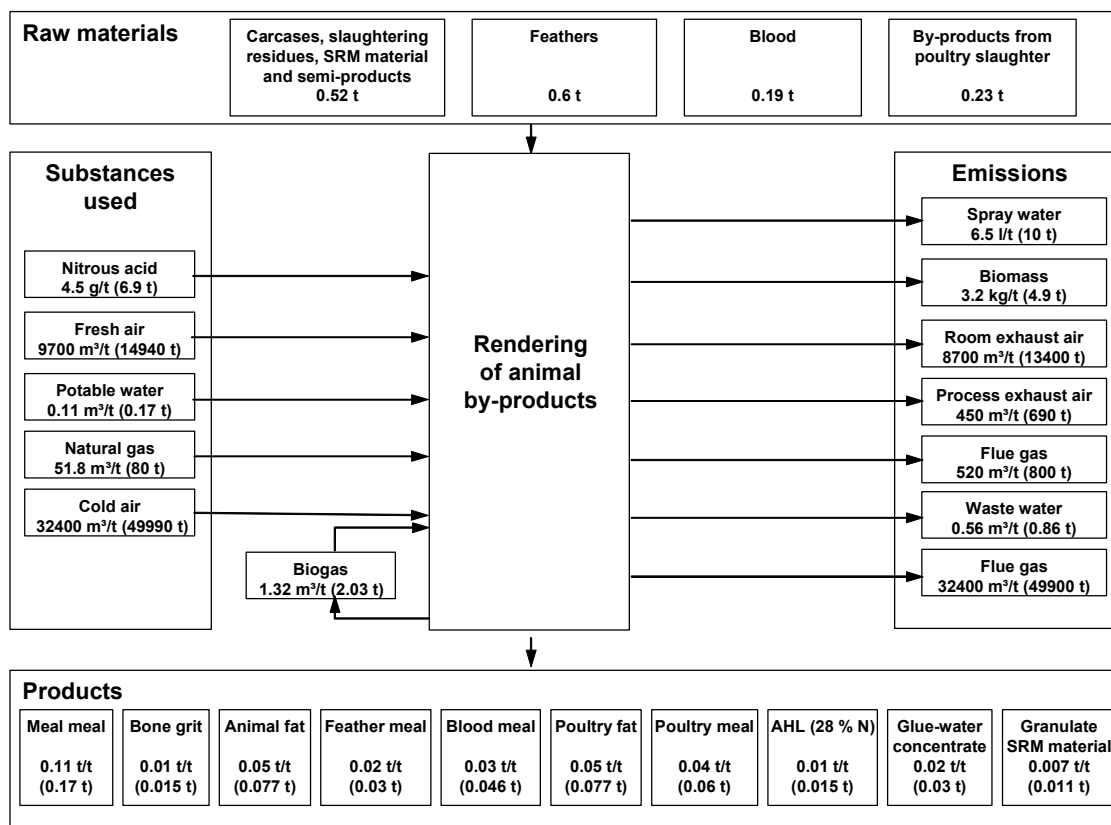 Raw materials
Carcases, slaughtering
residues, SRM material
and semi-products
0.52 t
Feathers
0.6 t
Blood
0.19 t
By-products from
poultry slaughter
0.23 t
Substances
used
Nitrous acid
4.5 g/t (6.9 t)
Fresh air
9700 m³/t (14940 t)
Potable water
0.11 m³/t (0.17 t)
Natural gas
51.8 m³/t (80 t)
Cold air
32400 m³/t (49990 t)
Biogas
1.32 m³/t (2.03 t)
Rendering
of animal
by-products
Emissions
Spray water
6.5 l/t (10 t)
Biomass
3.2 kg/t (4.9 t)
Room exhaust air
8700 m³/t (13400 t)
Process exhaust air
450 m³/t (690 t)
Flue gas
520 m³/t (800 t)
Waste water
0.56 m³/t (0.86 t)
Flue gas
32400 m³/t (49900 t)
Products
Meal meal
0.11 t/t
(0.17 t)
Bone grit
0.01 t/t
(0.015 t)
Animal fat
0.05 t/t
(0.077 t)
Feather meal
0.02 t/t
(0.03 t)
Blood meal
0.03 t/t
(0.046 t)
Poultry fat
0.05 t/t
(0.077 t)
Poultry meal
0.04 t/t
(0.06 t)
AHL (28 % N)
0.01 t/t
(0.015 t)
Glue-water
concentrate
0.02 t/t
(0.03 t)
Granulate
SRM material
0.007 t/t
(0.011 t)